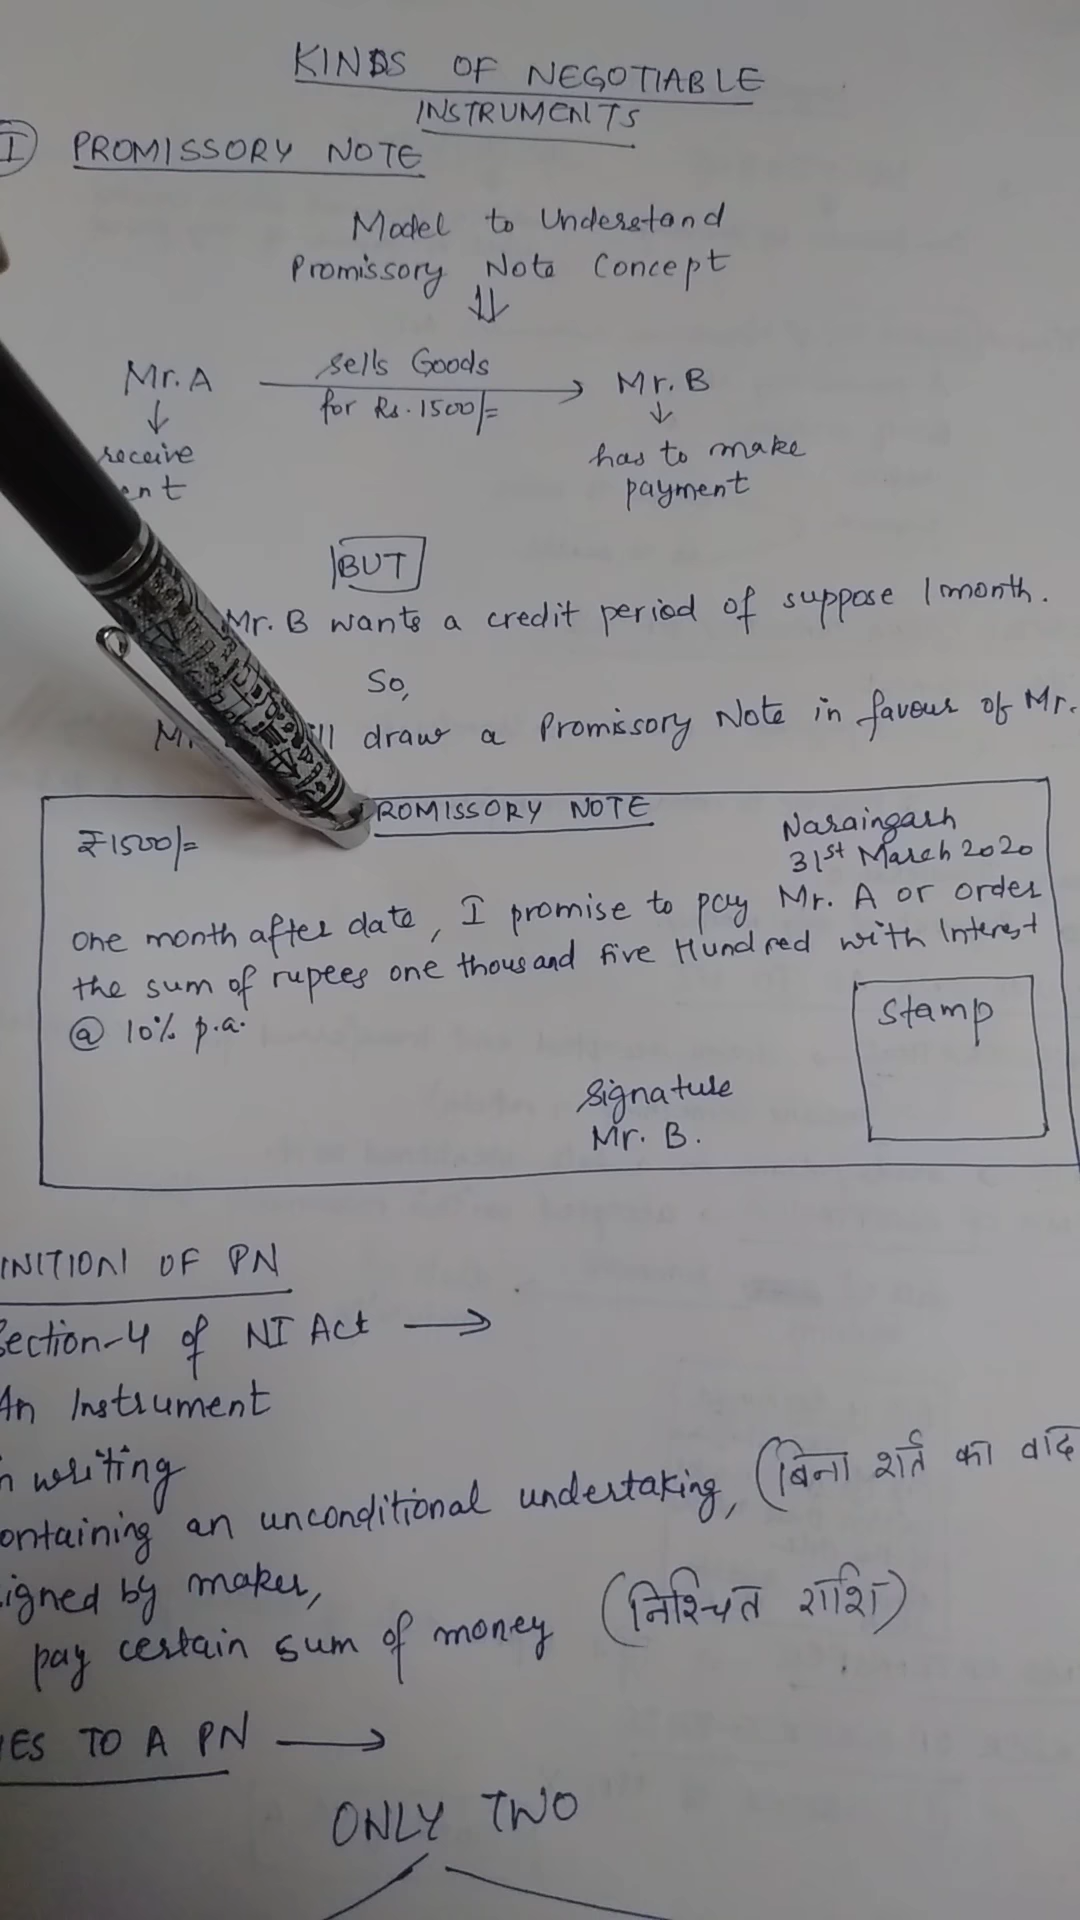 KINDS OF NEGOTIABLE
INSTRUMENTS
I PROMISSORY NOTE
Model to Understand
Promissory Note Concept
Mr. A sells Goods for Rs. 1500/= Mr. B
receive
has to make
payment
BUT
Mr. B wants a credit period of suppose 1 month.
So,
draw a Promissory Note in favour of Mr.
PROMISSORY NOTE
₹1500/=
Naraingarh
31st March 2020
One month after date, I promise to pay Mr. A or order
the sum of rupees one thousand five Hundred with Interest
@ 10% p.a.
Stamp
Signature
Mr. B.
OF PN
Section-4 of NI Act →
An Instrument
writing
containing an unconditional undertaking, (बिना शर्त का
signed by maker,
pay certain sum of money (निश्चित राशि)
TO A PN →
ONLY TWO